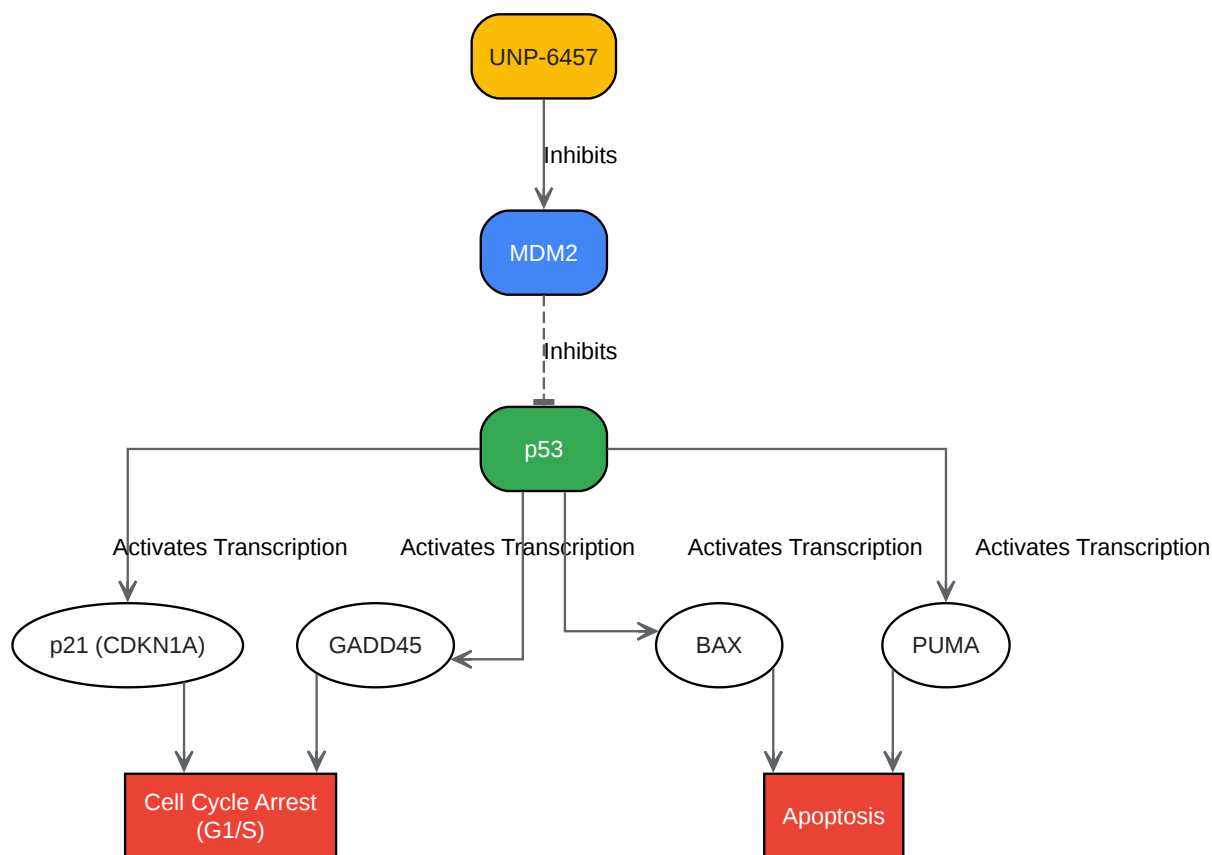 UNP-6457
Inhibits
MDM2
Inhibits
p53
Activates Transcription
Activates Transcription
Activates Transcription
Activates Transcription
p21 (CDKN1A)
GADD45
BAX
PUMA
Cell Cycle Arrest
(G1/S)
Apoptosis